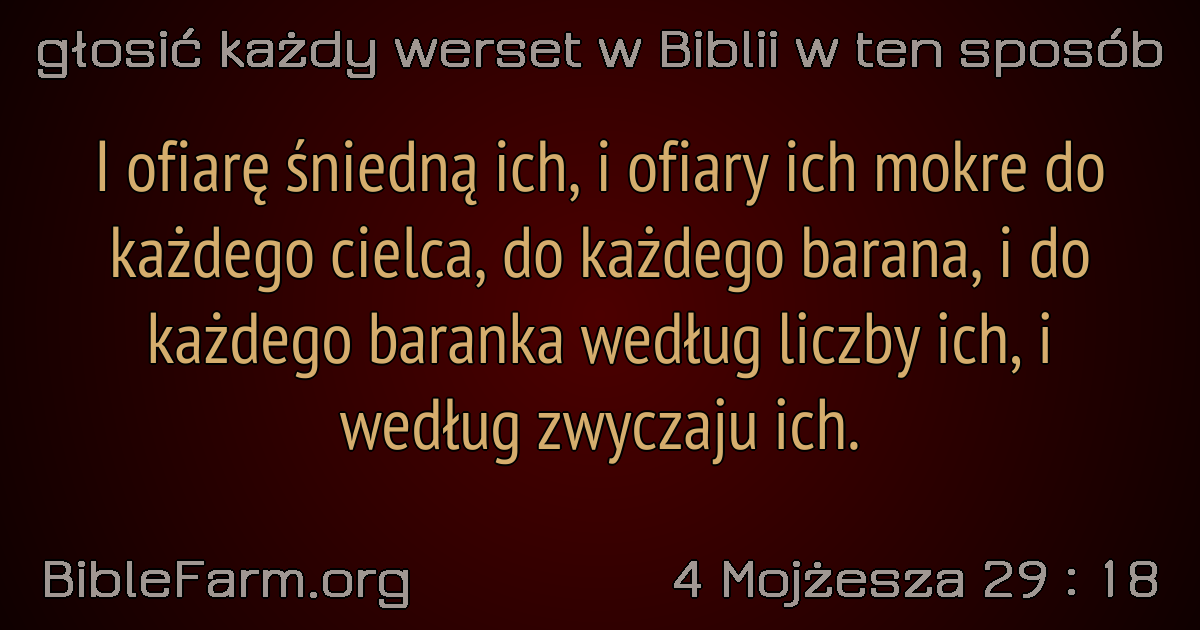 głosić każdy werset w Biblii w ten sposób
I ofiarę śniedną ich, i ofiary ich mokre do
każdego cielca, do każdego barana, i do
każdego baranka według liczby ich, i
według zwyczaju ich.
BibleFarm.org
4 Mojżesza 29 : 18